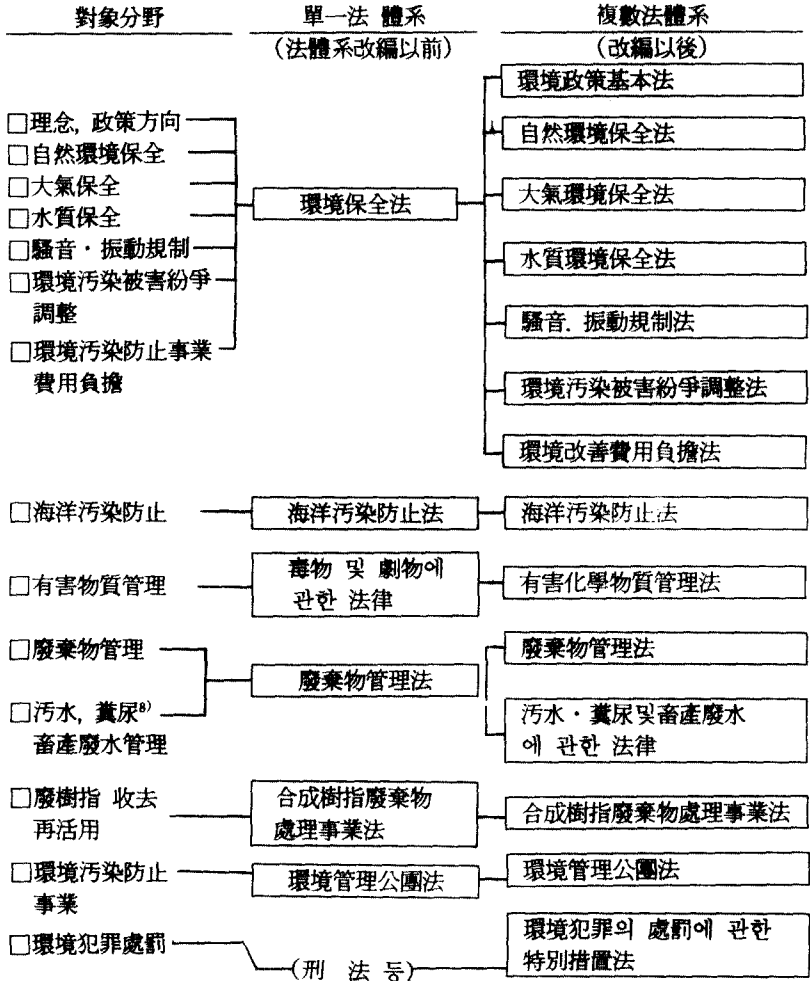 對象分野 單一法 體系 複數法體系
(法體系改編以前) (改編以後)
環境政策基本法
□理念, 政策方向
自然環境保全法
□自然環境保全
□大氣保全
環境保全法
大氣環境保全法
□水質保全
□騷音・振動規制
水質環境保全法
□環境汚染被害紛爭
調整
騷音. 振動規制法
□環境汚染防止事業
費用負擔
環境汚染被害紛爭調整法
環境改善費用負擔法
□海洋汚染防止 海洋汚染防止法 海洋汚染防止法
□有害物質管理
毒物 및 劇物에
관한 法律
有害化學物質管理法
□廢棄物管理
廢棄物管理法
廢棄物管理法
□汚水, 糞尿⁸⁾
畜產廢水管理
汚水・糞尿및畜產廢水
에 관한 法律
□廢樹指 收去
再活用
合成樹指廢棄物
處理事業法
合成樹指廢棄物處理事業法
□環境汚染防止
事業
環境管理公團法
環境管理公團法
□環境犯罪處罰
(刑 法 등)
環境犯罪의 處罰에 관한
特別措置法